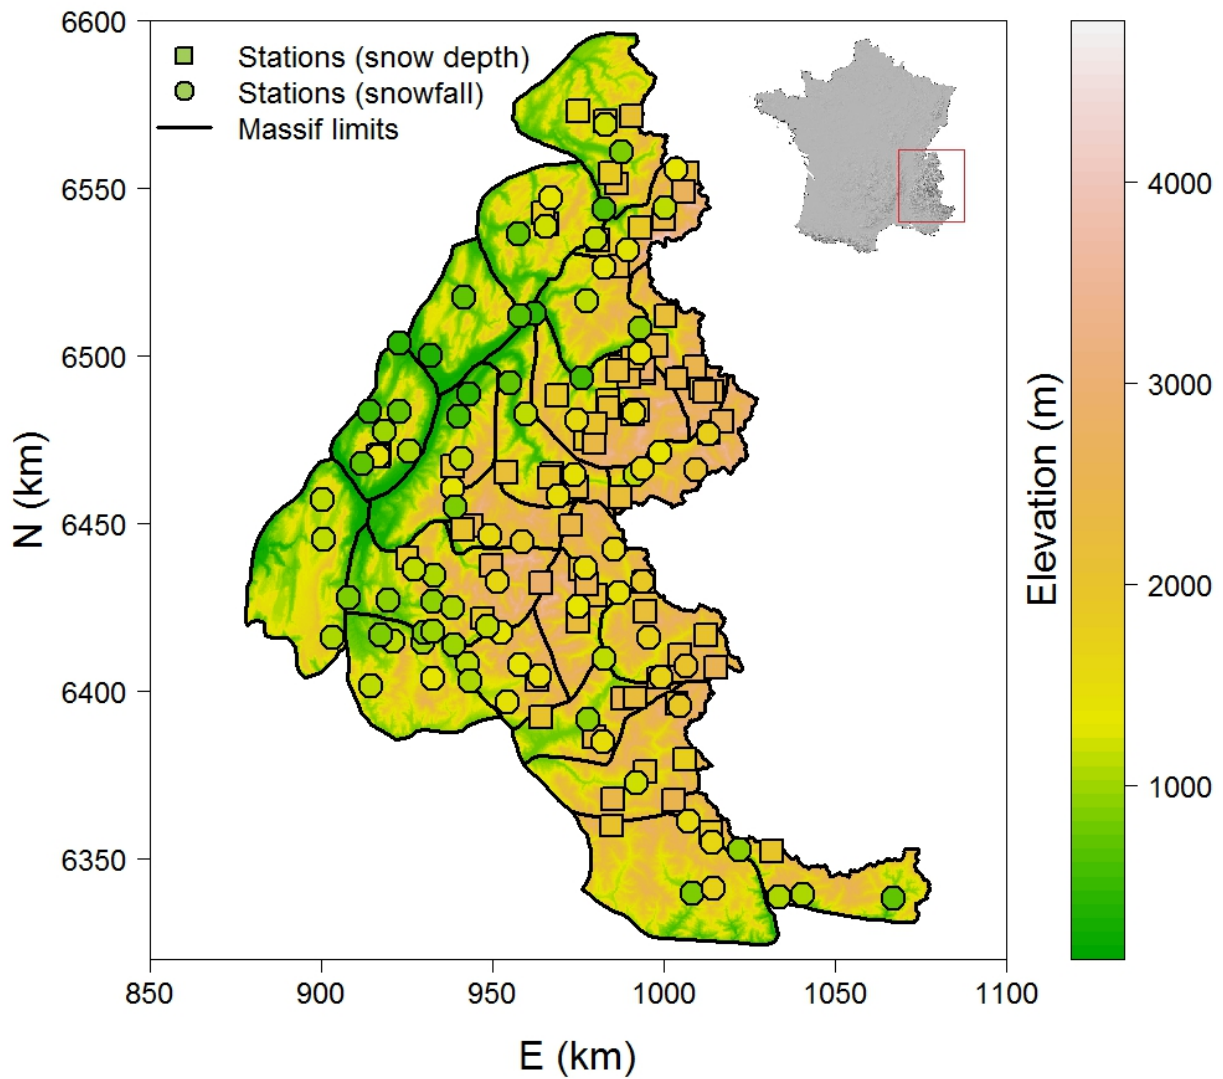 Stations (snow depth)
Stations (snowfall)
Massif limits
6600
6550
6500
6450
6400
6350
N (km)
850
900
950
1000
1050
1100
E (km)
4000
3000
2000
1000
Elevation (m)